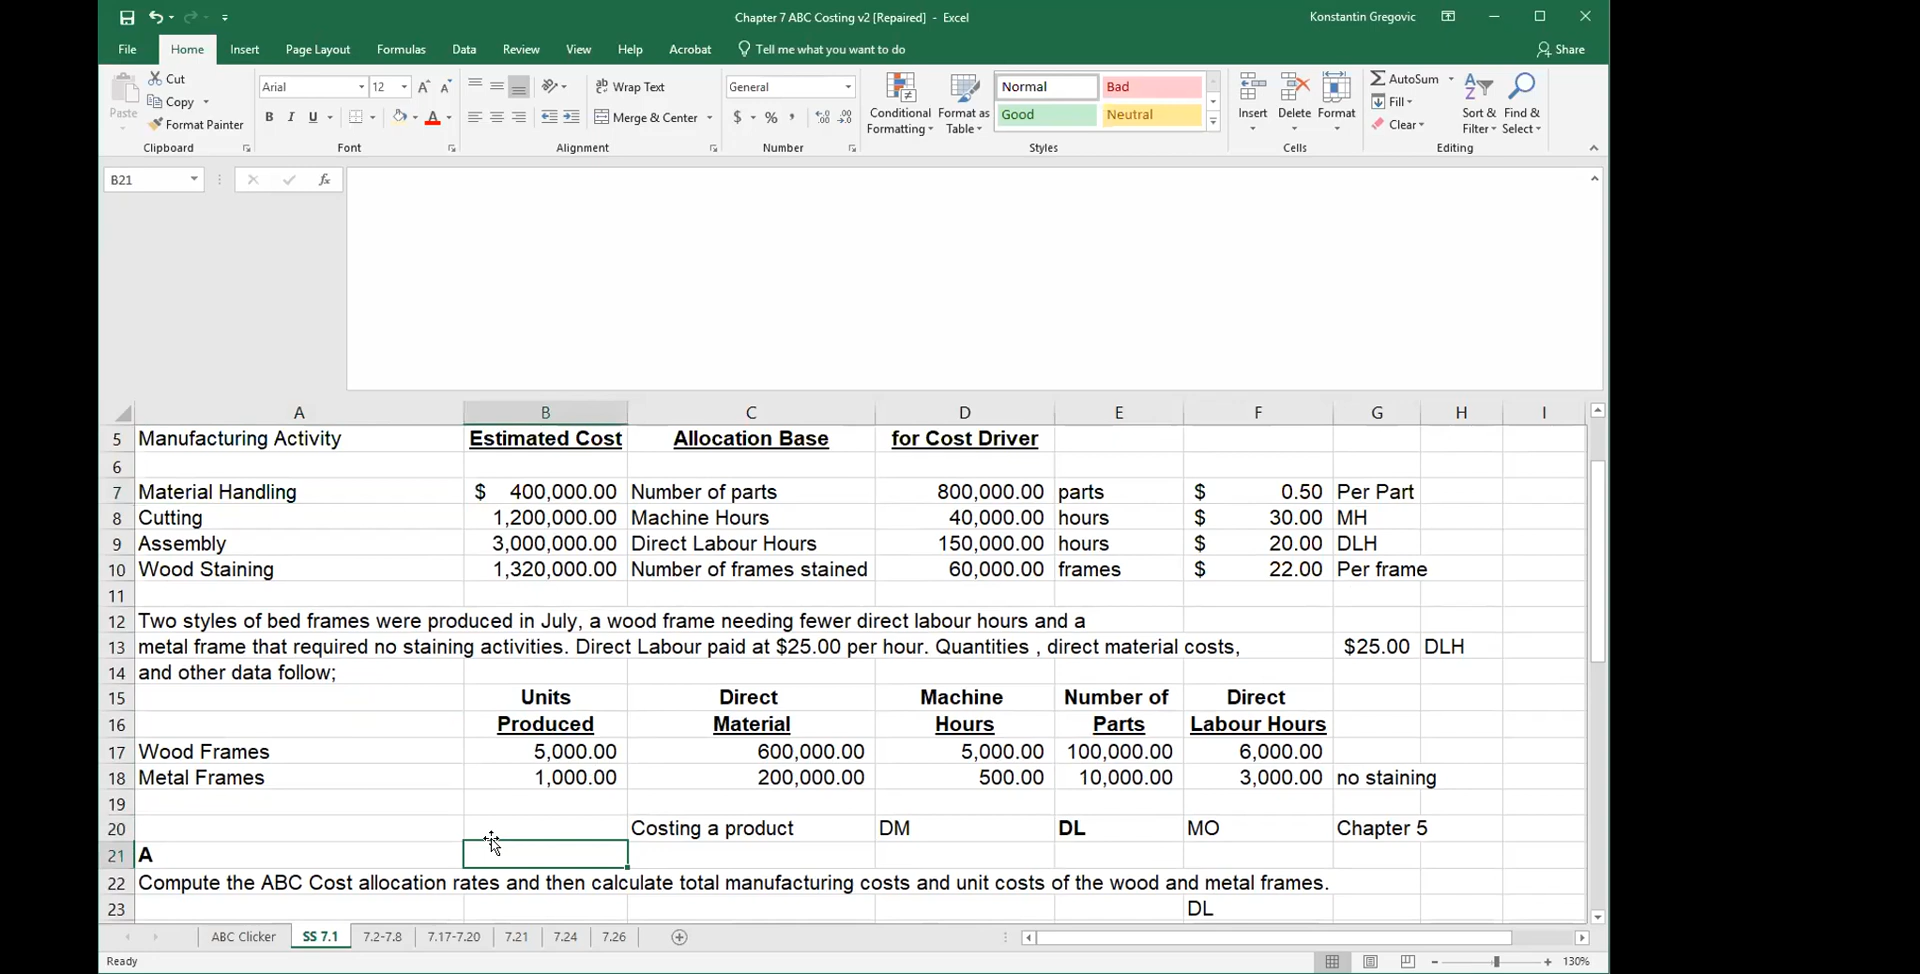 Chapter 7 ABC Costing v2 [Repaired] - Excel
Konstantin Gregovic
File Home Insert Page Layout Formulas Data Review View Help Acrobat Tell me what you want to do Share
Paste
Cut
Copy
Format Painter
Clipboard
Arial 12
B I U
Font
Wrap Text
Merge & Center
Alignment
General
$ % ,
Number
Conditional Formatting
Format as Table
Normal Bad
Good Neutral
Styles
Insert Delete Format
Cells
AutoSum
Fill
Clear
Sort & Filter
Find & Select
Editing
B21 fx
A B C D E F G H I
5 Manufacturing Activity Estimated Cost Allocation Base for Cost Driver
6
7 Material Handling $ 400,000.00 Number of parts 800,000.00 parts $ 0.50 Per Part
8 Cutting 1,200,000.00 Machine Hours 40,000.00 hours $ 30.00 MH
9 Assembly 3,000,000.00 Direct Labour Hours 150,000.00 hours $ 20.00 DLH
10 Wood Staining 1,320,000.00 Number of frames stained 60,000.00 frames $ 22.00 Per frame
11
12 Two styles of bed frames were produced in July, a wood frame needing fewer direct labour hours and a
13 metal frame that required no staining activities. Direct Labour paid at $25.00 per hour. Quantities , direct material costs, $25.00 DLH
14 and other data follow;
15 Units Direct Machine Number of Direct
16 Produced Material Hours Parts Labour Hours
17 Wood Frames 5,000.00 600,000.00 5,000.00 100,000.00 6,000.00
18 Metal Frames 1,000.00 200,000.00 500.00 10,000.00 3,000.00 no staining
19
20 Costing a product DM DL MO Chapter 5
21 A
22 Compute the ABC Cost allocation rates and then calculate total manufacturing costs and unit costs of the wood and metal frames.
23 DL
ABC Clicker SS 7.1 7.2-7.8 7.17-7.20 7.21 7.24 7.26
Ready 130%